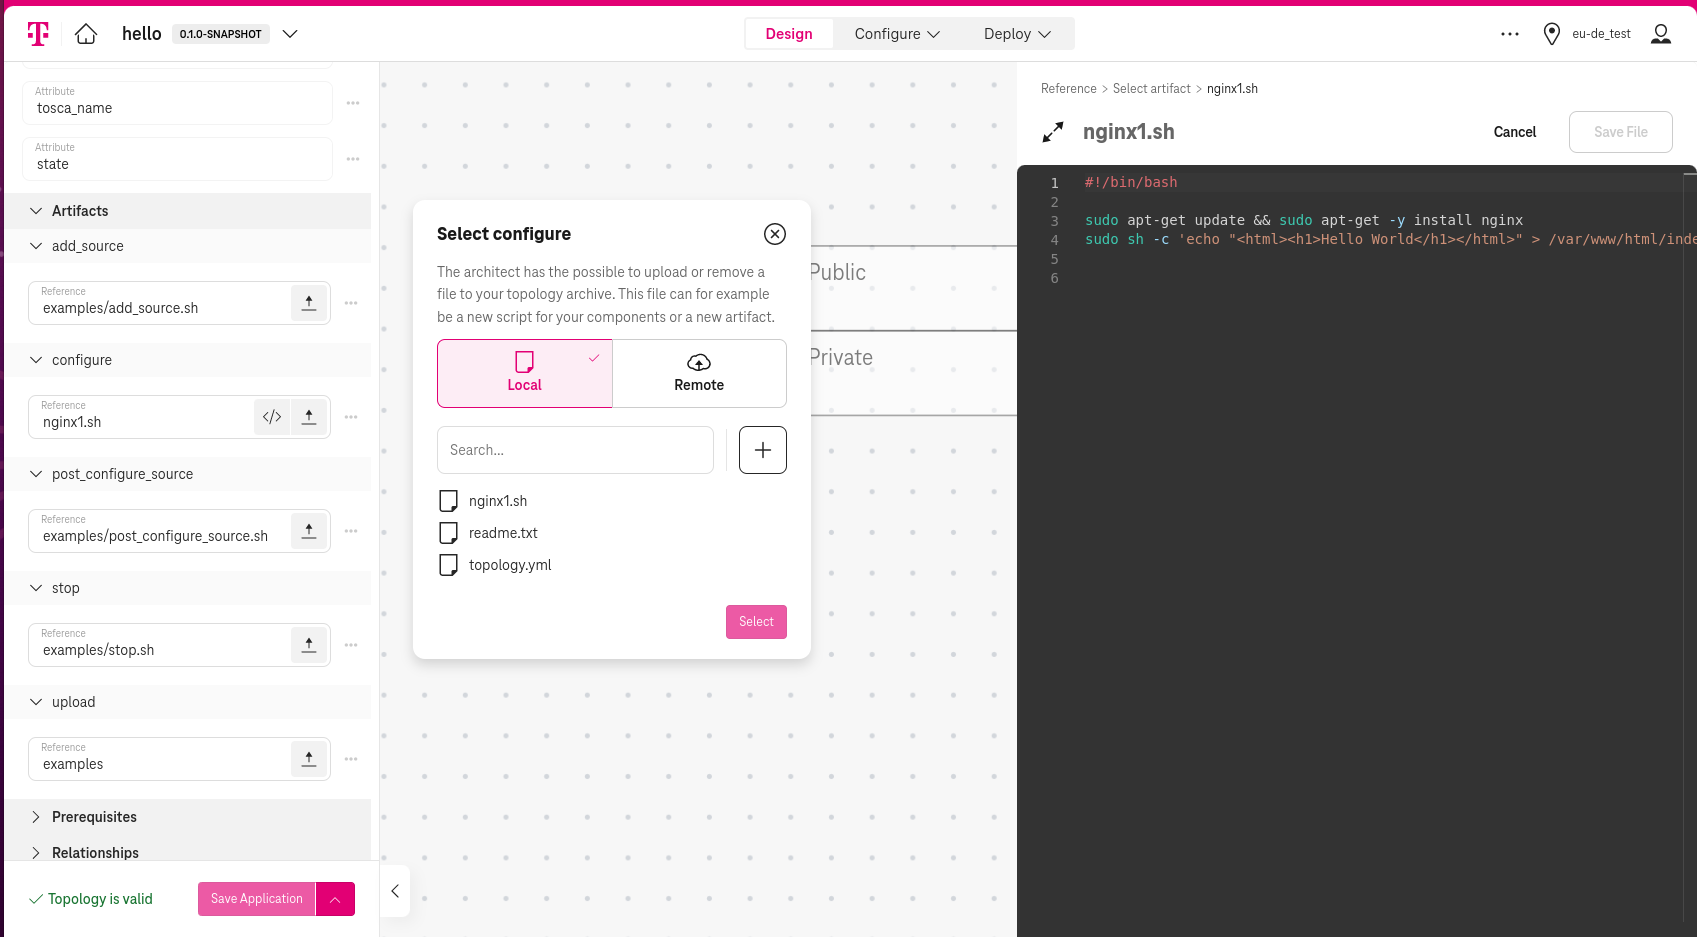 hello
0.1.0-SNAPSHOT
Design
Configure
Deploy
eu-de_test
Attribute
tosca_name
Attribute
state
Artifacts
add_source
Reference
examples/add_source.sh
configure
Reference
nginx1.sh
post_configure_source
Reference
examples/post_configure_source.sh
stop
Reference
examples/stop.sh
upload
Reference
examples
Prerequisites
Relationships
Topology is valid
Save Application
Select configure
The architect has the possible to upload or remove a
file to your topology archive. This file can for example
be a new script for your components or a new artifact.
Local
Remote
Search...
nginx1.sh
readme.txt
topology.yml
Select
Public
Private
Reference > Select artifact > nginx1.sh
nginx1.sh
Cancel
Save File
1 #!/bin/bash
2
3 sudo apt-get update && sudo apt-get -y install nginx
4 sudo sh -c 'echo "<html><h1>Hello World</h1></html>" > /var/www/html/inde
5
6